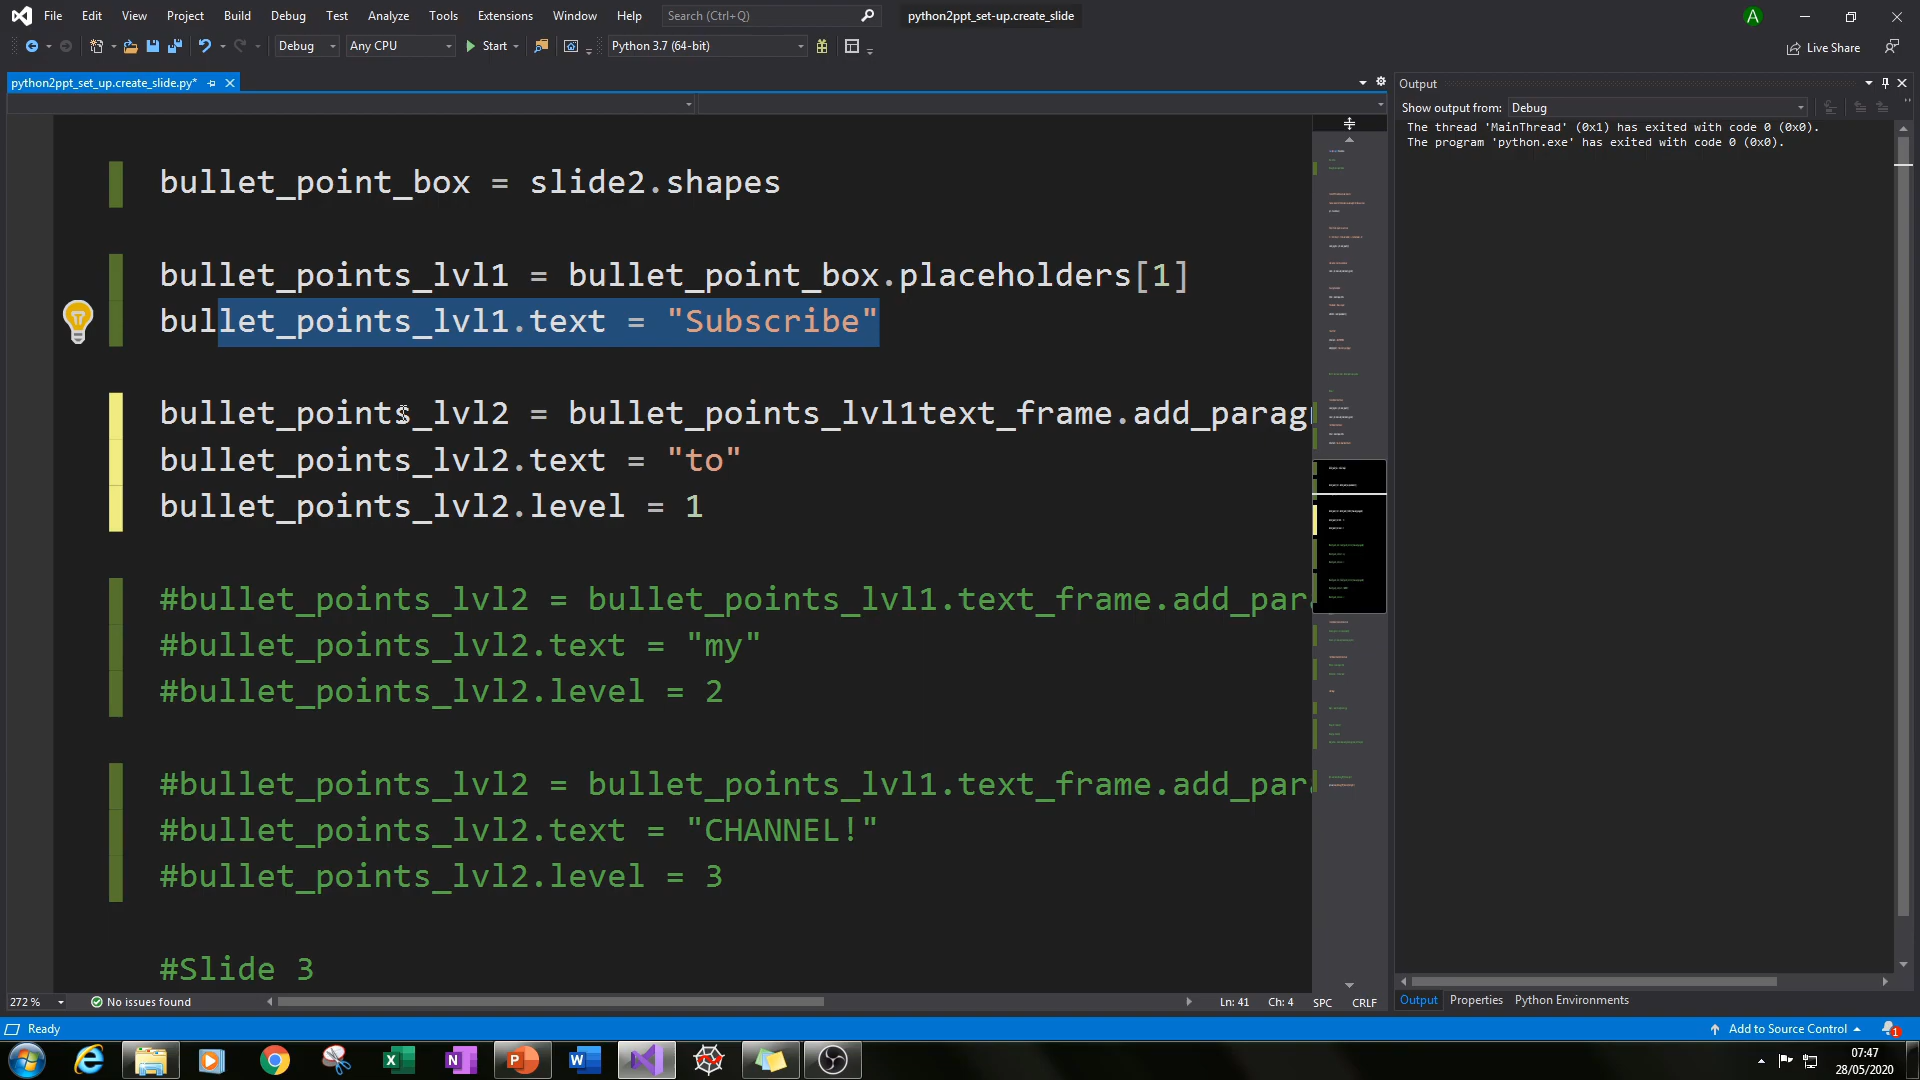 File Edit View Project Build Debug Test Analyze Tools Extensions Window Help Search (Ctrl+Q) python2ppt_set-up.create_slide A
Debug Any CPU Start Python 3.7 (64-bit) Live Share
python2ppt_set_up.create_slide.py*
bullet_point_box = slide2.shapes
bullet_points_lvl1 = bullet_point_box.placeholders[1]
bullet_points_lvl1.text = "Subscribe"
bullet_points_lvl2 = bullet_points_lvl1text_frame.add_paragr
bullet_points_lvl2.text = "to"
bullet_points_lvl2.level = 1
#bullet_points_lvl2 = bullet_points_lvl1.text_frame.add_para
#bullet_points_lvl2.text = "my"
#bullet_points_lvl2.level = 2
#bullet_points_lvl2 = bullet_points_lvl1.text_frame.add_para
#bullet_points_lvl2.text = "CHANNEL!"
#bullet_points_lvl2.level = 3
#Slide 3
272 % No issues found Ln: 41 Ch: 4 SPC CRLF
Output
Show output from: Debug
The thread 'MainThread' (0x1) has exited with code 0 (0x0).
The program 'python.exe' has exited with code 0 (0x0).
Output Properties Python Environments
Ready Add to Source Control 1
07:47
28/05/2020